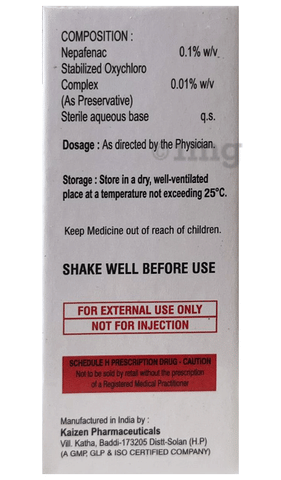 COMPOSITION :
Nepafenac 0.1% w/v
Stabilized Oxychloro
Complex 0.01% w/v
(As Preservative)
Sterile aqueous base q.s.
Dosage : As directed by the Physician.
1mg
Storage : Store in a dry, well-ventilated
place at a temperature not exceeding 25°C.
Keep Medicine out of reach of children.
SHAKE WELL BEFORE USE
FOR EXTERNAL USE ONLY
NOT FOR INJECTION
SCHEDULE H PRESCRIPTION DRUG - CAUTION
Not to be sold by retail without the prescription
of a Registered Medical Practitioner
Manufactured in India by :
Kaizen Pharmaceuticals
Vill. Katha, Baddi-173205 Distt-Solan (H.P)
(A GMP, GLP & ISO CERTIFIED COMPANY)